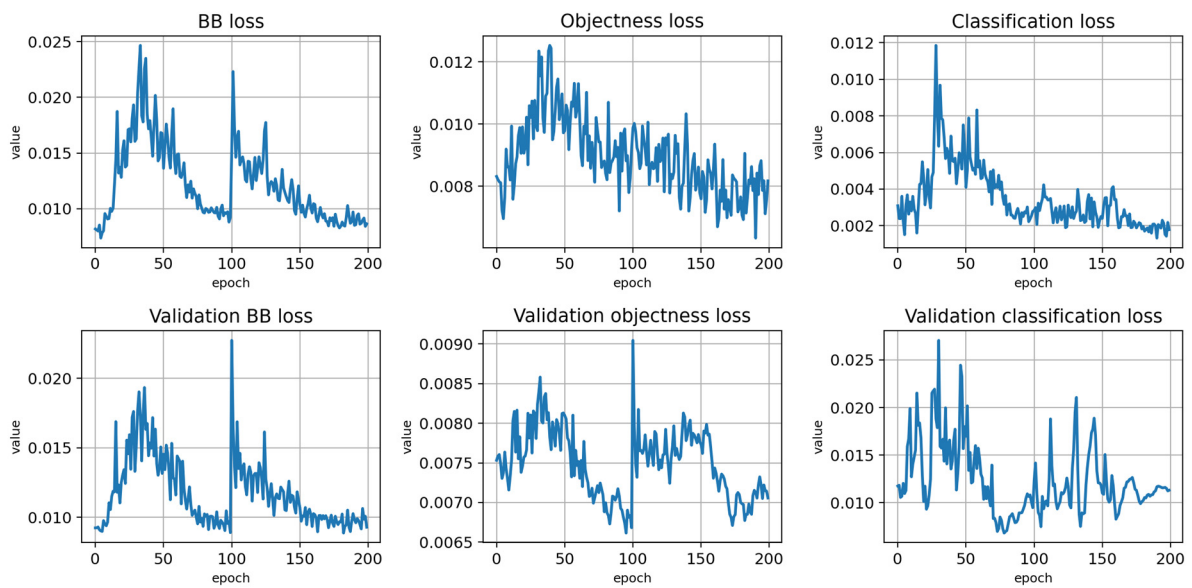 BB loss
0.025
0.020
0.015
0.010
value
0 50 100 150 200
epoch
Objectness loss
0.012
0.010
0.008
value
0 50 100 150 200
epoch
Classification loss
0.012
0.010
0.008
0.006
0.004
0.002
value
0 50 100 150 200
epoch
Validation BB loss
0.020
0.015
0.010
value
0 50 100 150 200
epoch
Validation objectness loss
0.0090
0.0085
0.0080
0.0075
0.0070
0.0065
value
0 50 100 150 200
epoch
Validation classification loss
0.025
0.020
0.015
0.010
value
0 50 100 150 200
epoch